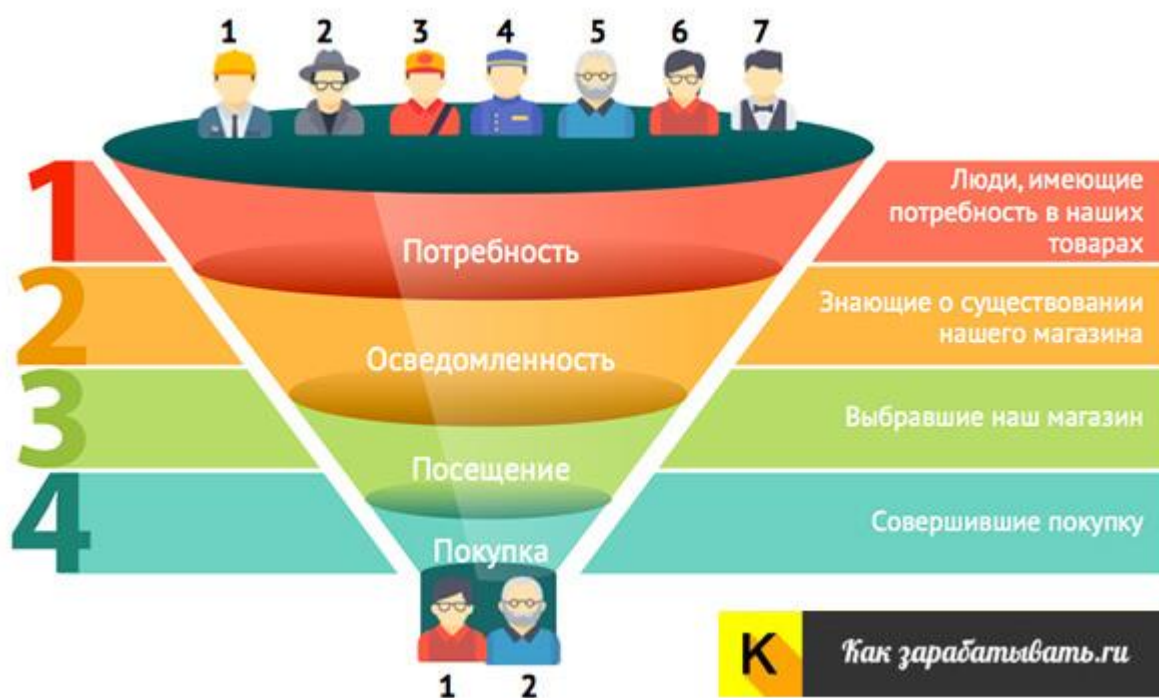 1 2 3 4 5 6 7
1
Потребность
Люди, имеющие
потребность в наших
товарах
2
Осведомленность
Знающие о существовании
нашего магазина
3
Посещение
Выбравшие наш магазин
4
Покупка
Совершившие покупку
1 2
K
Как зарабатывать.ru